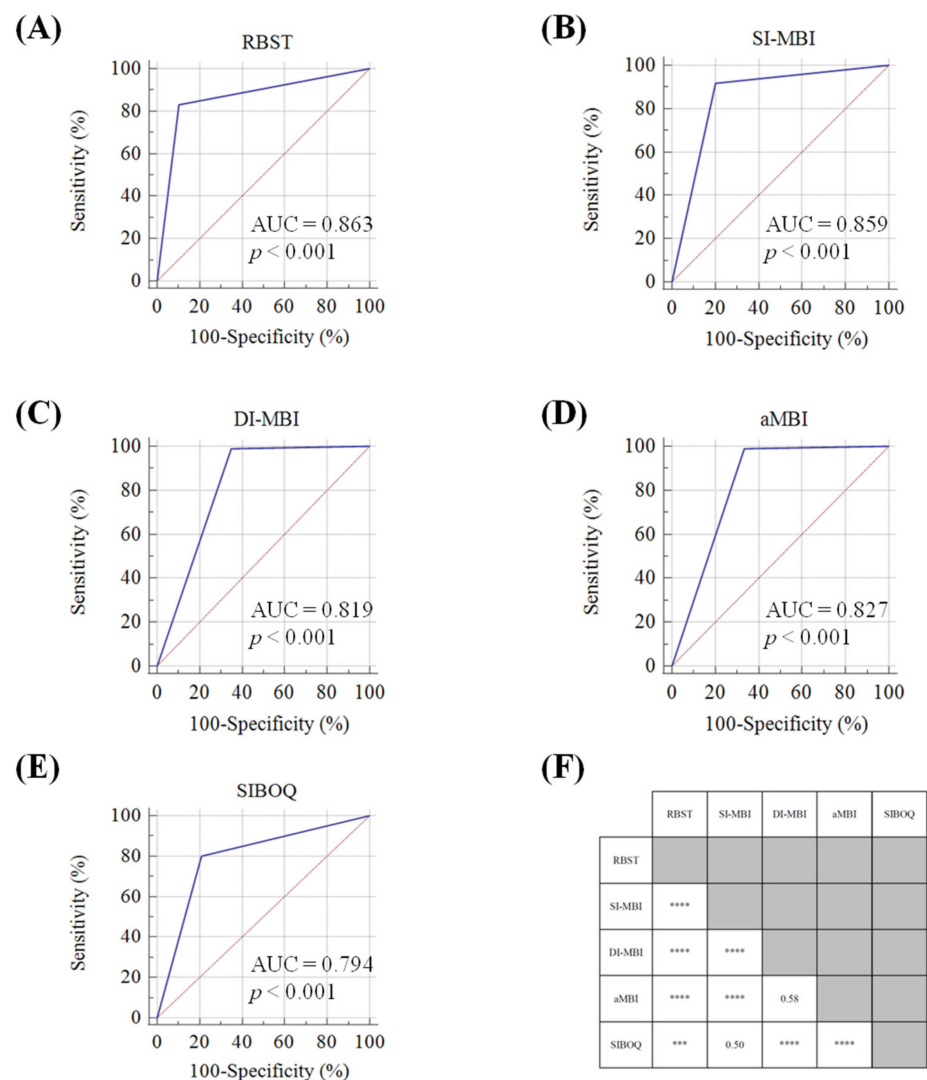 (A)
RBST
100
80
60
40
20
0
Sensitivity (%)
AUC = 0.863
p < 0.001
0 20 40 60 80 100
100-Specificity (%)
(B)
SI-MBI
100
80
60
40
20
0
Sensitivity (%)
AUC = 0.859
p < 0.001
0 20 40 60 80 100
100-Specificity (%)
(C)
DI-MBI
100
80
60
40
20
0
Sensitivity (%)
AUC = 0.819
p < 0.001
0 20 40 60 80 100
100-Specificity (%)
(D)
aMBI
100
80
60
40
20
0
Sensitivity (%)
AUC = 0.827
p < 0.001
0 20 40 60 80 100
100-Specificity (%)
(E)
SIBOQ
100
80
60
40
20
0
Sensitivity (%)
AUC = 0.794
p < 0.001
0 20 40 60 80 100
100-Specificity (%)
(F)
RBST SI-MBI DI-MBI aMBI SIBOQ
RBST
SI-MBI ****
DI-MBI **** ****
aMBI **** **** 0.58
SIBOQ *** 0.50 **** ****